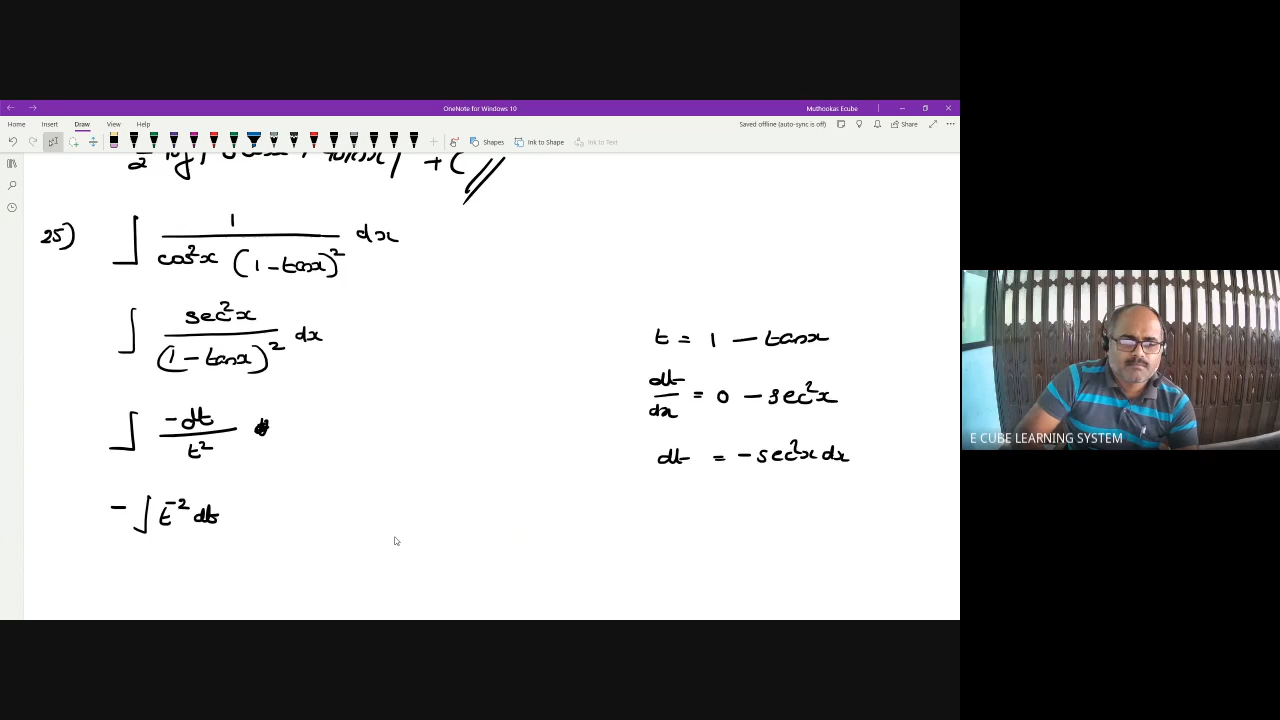 OneNote for Windows 10
Muthookas Ecube
Home Insert Draw View Help
Saved offline (auto-sync is off)
Share
Shapes
Ink to Shape
Ink to Text
+ C //
25) ∫ 1 / (cos²x (1 - tanx)²) dx
∫ sec²x / (1 - tanx)² dx
∫ -dt / t²
- ∫ t⁻² dt
t = 1 - tanx
dt/dx = 0 - sec²x
dt = - sec²x dx
E CUBE LEARNING SYSTEM